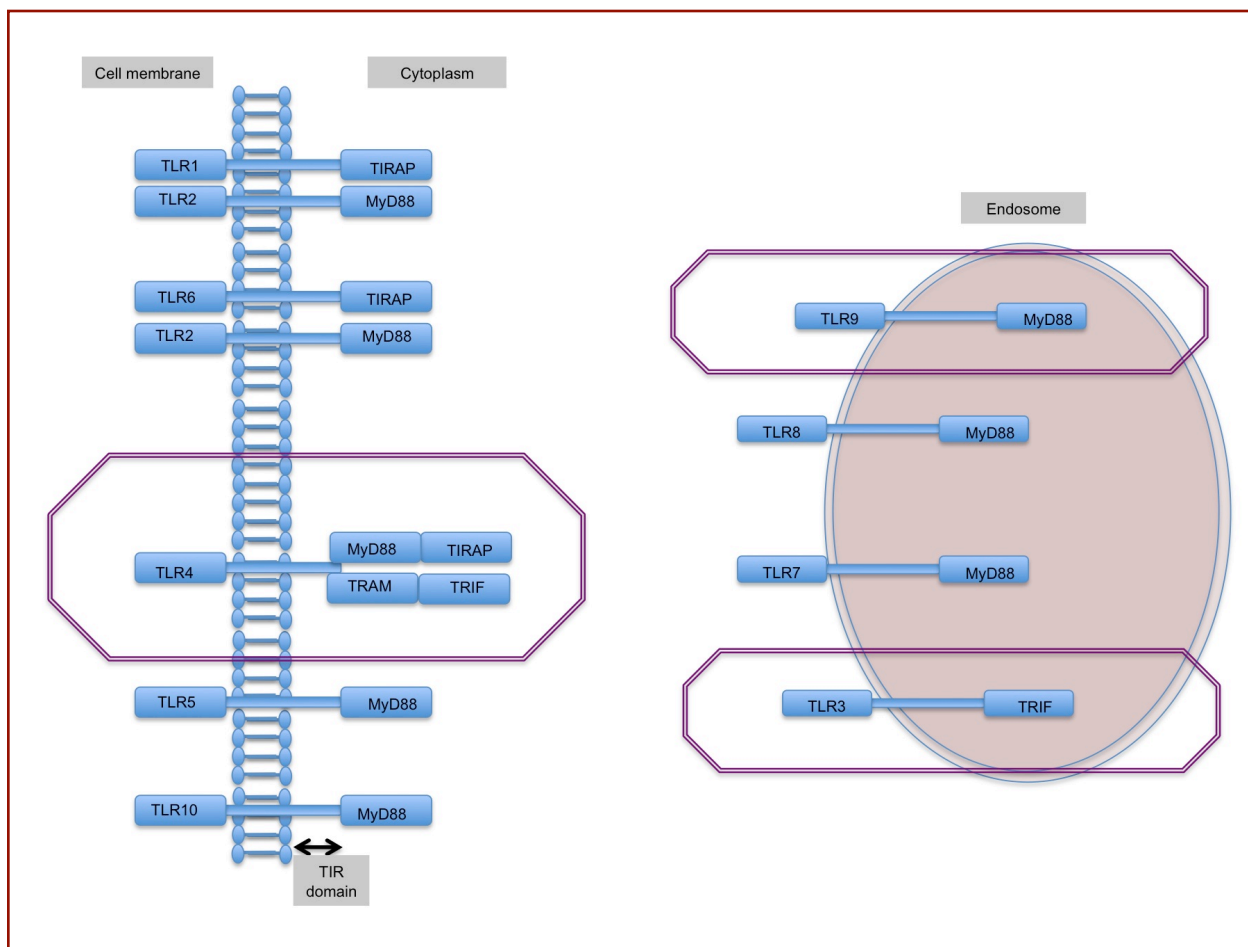 Cell membrane
Cytoplasm
TLR1
TIRAP
TLR2
MyD88
TLR6
TIRAP
TLR2
MyD88
TLR4
MyD88
TIRAP
TRAM
TRIF
TLR5
MyD88
TLR10
MyD88
TIR
domain
Endosome
TLR9
MyD88
TLR8
MyD88
TLR7
MyD88
TLR3
TRIF